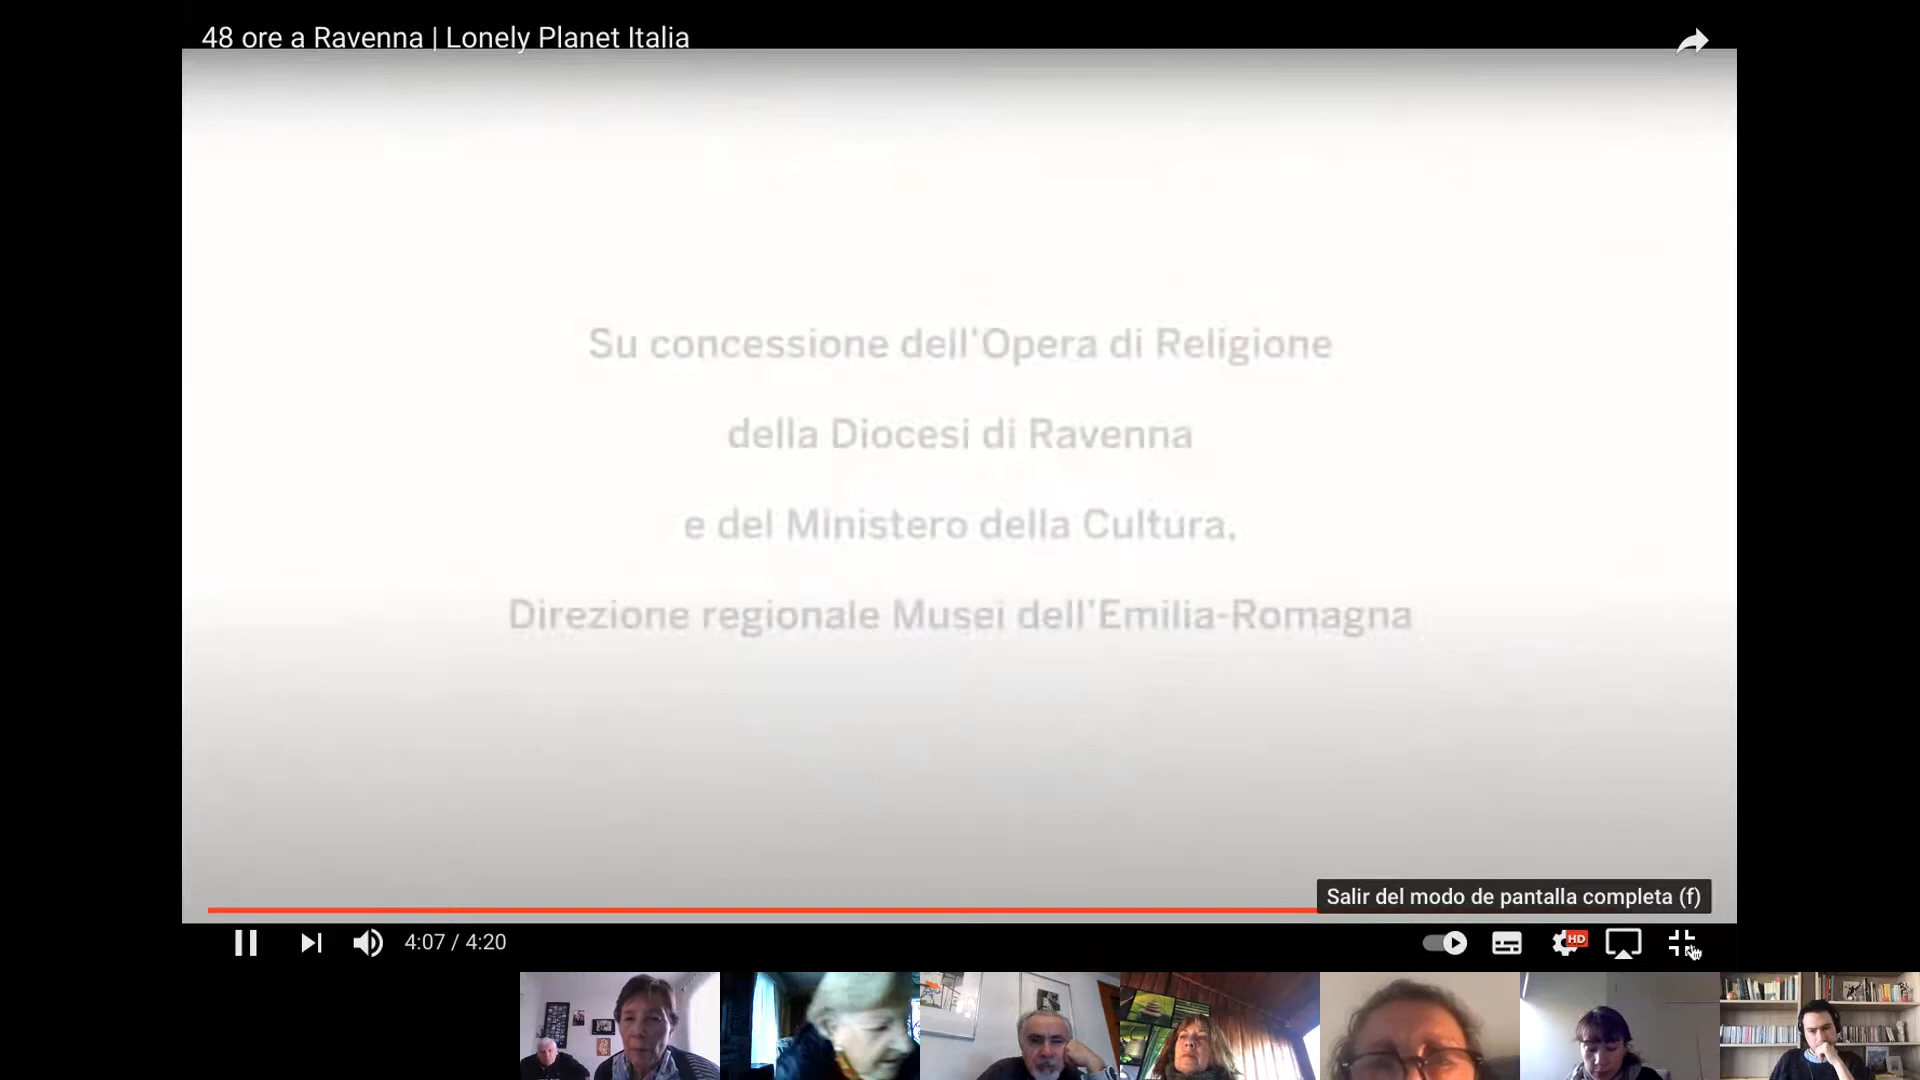 48 ore a Ravenna | Lonely Planet Italia
Su concessione dell'Opera di Religione
della Diocesi di Ravenna
e del Ministero della Cultura,
Direzione regionale Musei dell'Emilia-Romagna
Salir del modo de pantalla completa (f)
4:07 / 4:20
HD